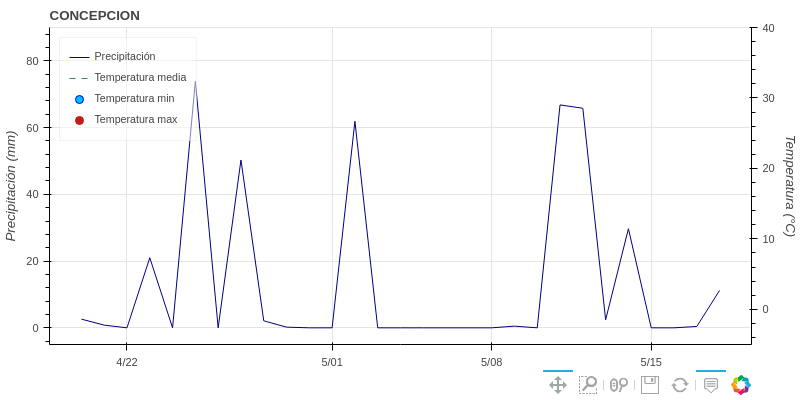 CONCEPCION
Precipitación
Temperatura media
Temperatura min
Temperatura max
Precipitación (mm)
80
60
40
20
0
Temperatura (°C)
40
30
20
10
0
4/22
5/01
5/08
5/15